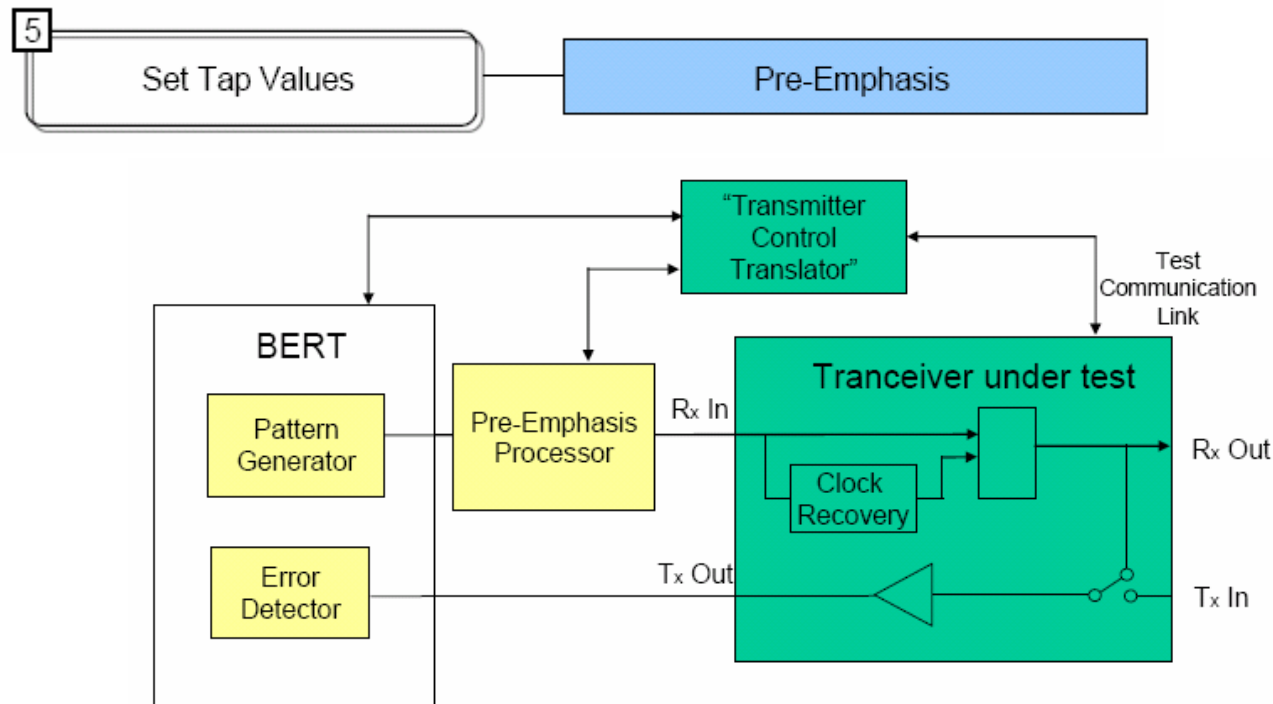 5
Set Tap Values
Pre-Emphasis
“Transmitter
Control
Translator”
Test
Communication
Link
BERT
Tranceiver under test
Pattern
Generator
Pre-Emphasis
Processor
Rx In
Rx Out
Clock
Recovery
Error
Detector
Tx Out
Tx In